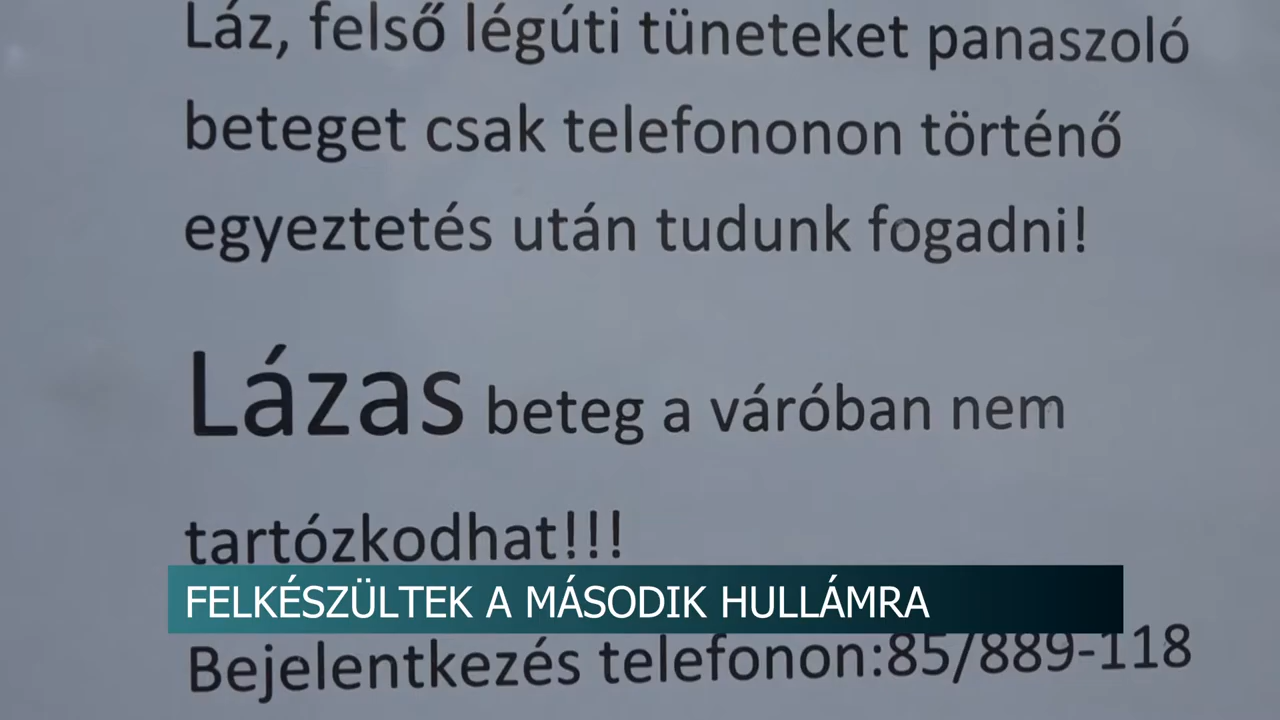 Láz, felső légúti tüneteket panaszoló
beteget csak telefononon történő
egyeztetés után tudunk fogadni!
Lázas beteg a váróban nem
tartózkodhat!!!
FELKÉSZÜLTEK A MÁSODIK HULLÁMRA
Bejelentkezés telefonon:85/889-118